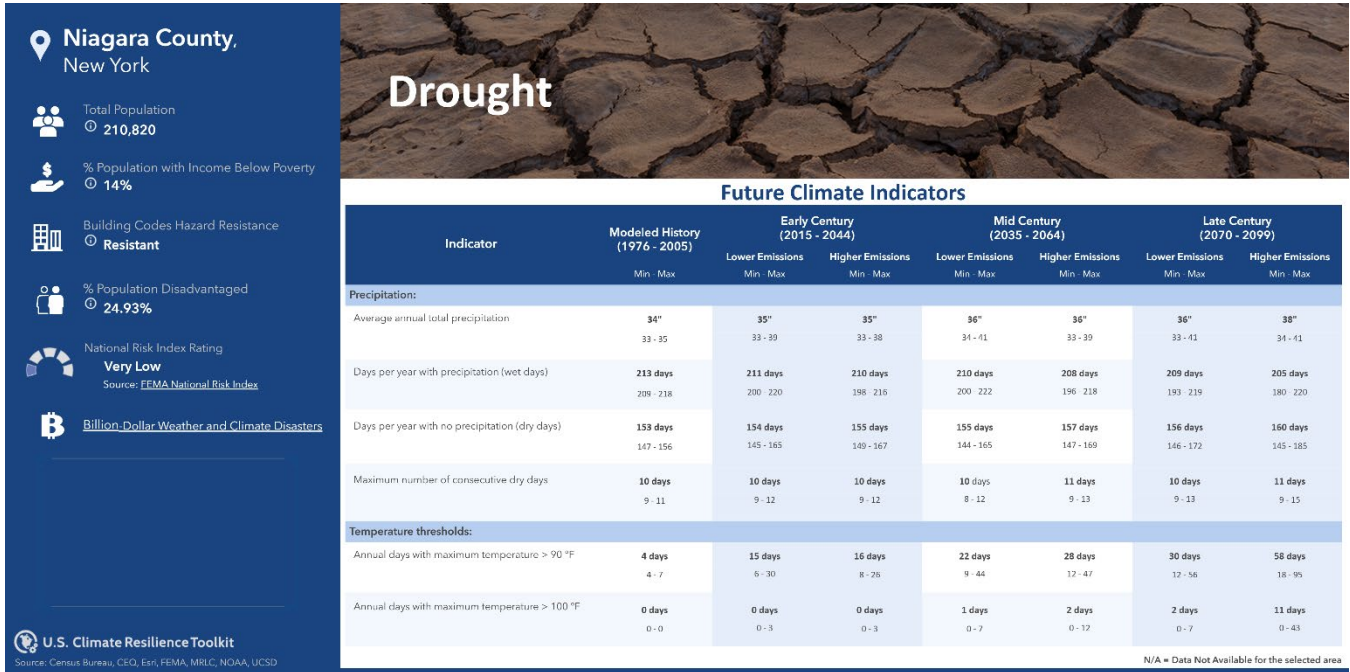 Niagara County,
New York
Total Population
210,820
% Population with Income Below Poverty
14%
Building Codes Hazard Resistance
Resistant
% Population Disadvantaged
24.93%
National Risk Index Rating
Very Low
Source: FEMA National Risk Index
Billion-Dollar Weather and Climate Disasters
U.S. Climate Resilience Toolkit
Source: Census Bureau, CEQ, Esri, FEMA, MRLC, NOAA, UCSD
Drought
Future Climate Indicators
Indicator
Modeled History
(1976 - 2005)
Min - Max
Early Century
(2015 - 2044)
Mid Century
(2035 - 2064)
Late Century
(2070 - 2099)
Lower Emissions Higher Emissions Lower Emissions Higher Emissions Lower Emissions Higher Emissions
Min - Max Min - Max Min - Max Min - Max Min - Max Min - Max
Precipitation:
Average annual total precipitation 34" 35" 35" 36" 36" 36" 38"
33 - 35 33 - 39 33 - 38 34 - 41 33 - 39 33 - 41 34 - 41
Days per year with precipitation (wet days) 213 days 211 days 210 days 210 days 208 days 209 days 205 days
209 - 218 200 - 220 198 - 216 200 - 222 196 - 218 193 - 219 180 - 220
Days per year with no precipitation (dry days) 153 days 154 days 155 days 155 days 157 days 156 days 160 days
147 - 156 145 - 165 149 - 167 144 - 165 147 - 169 146 - 172 145 - 185
Maximum number of consecutive dry days 10 days 10 days 10 days 10 days 11 days 10 days 11 days
9 - 11 9 - 12 9 - 12 8 - 12 9 - 13 9 - 13 9 - 15
Temperature thresholds:
Annual days with maximum temperature > 90 °F 4 days 15 days 16 days 22 days 28 days 30 days 58 days
4 - 7 6 - 30 8 - 26 9 - 44 12 - 47 12 - 56 18 - 95
Annual days with maximum temperature > 100 °F 0 days 0 days 0 days 1 days 2 days 2 days 11 days
0 - 0 0 - 3 0 - 3 0 - 7 0 - 12 0 - 7 0 - 43
N/A = Data Not Available for the selected area